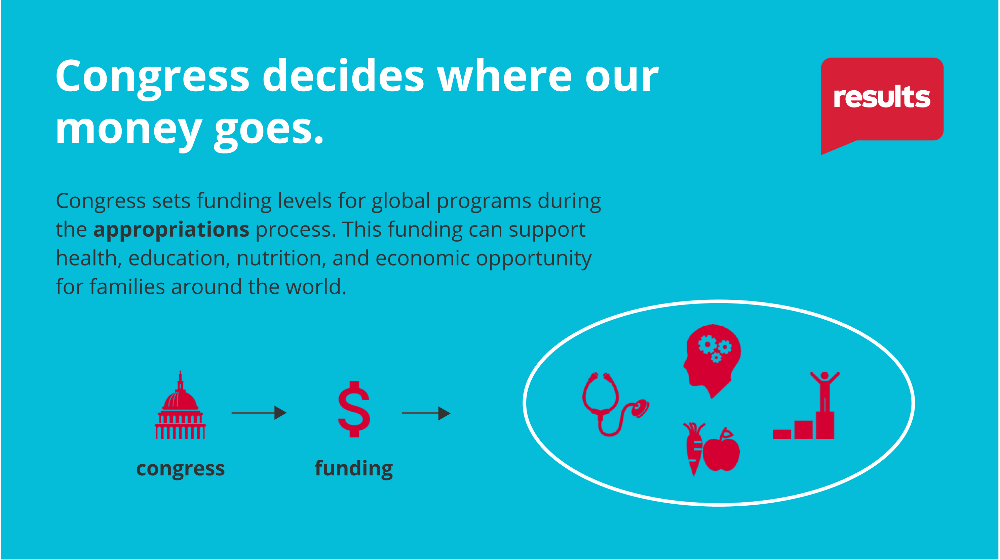 Congress decides where our
money goes.
results
Congress sets funding levels for global programs during
the appropriations process. This funding can support
health, education, nutrition, and economic opportunity
for families around the world.
congress
funding